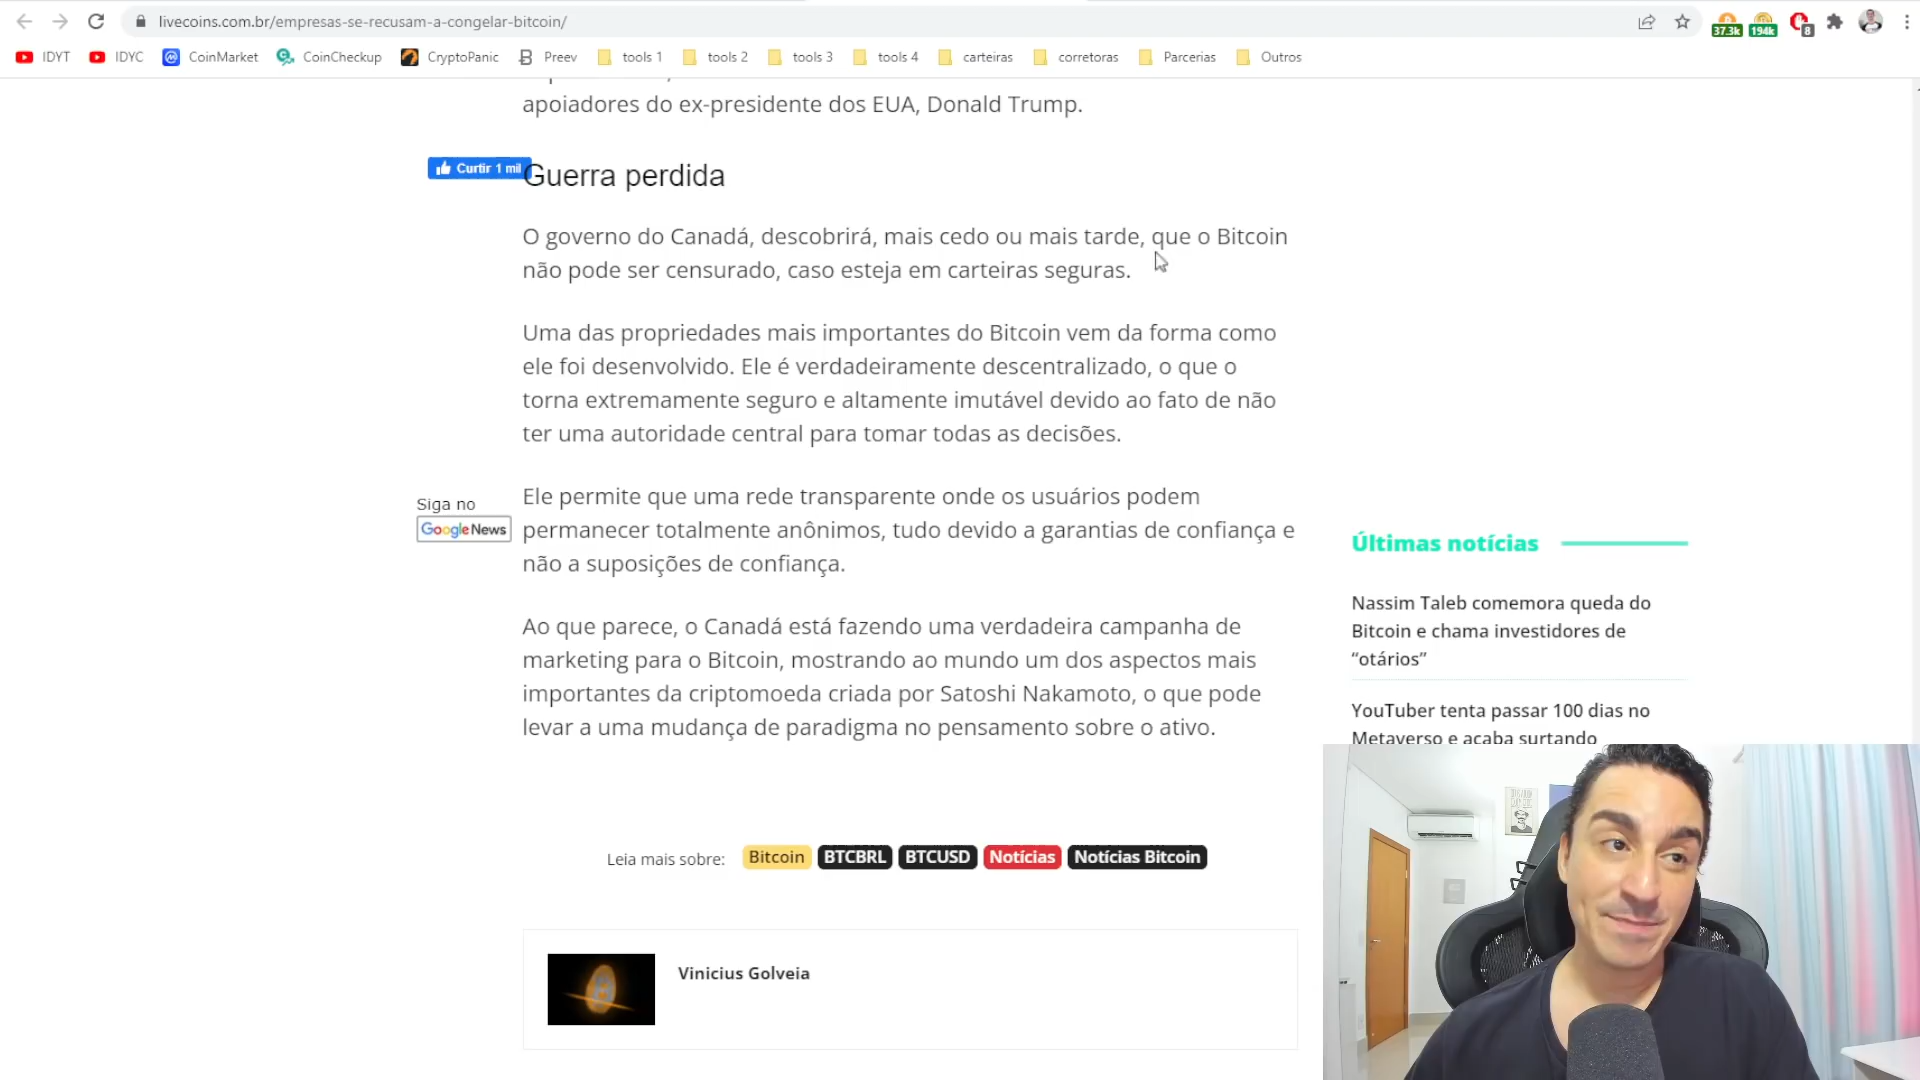 livecoins.com.br/empresas-se-recusam-a-congelar-bitcoin/
37.3k
194k
8
IDYT
IDYC
CoinMarket
CoinCheckup
CryptoPanic
Preev
tools 1
tools 2
tools 3
tools 4
carteiras
corretoras
Parcerias
Outros
apoiadores do ex-presidente dos EUA, Donald Trump.
Curtir 1 mil
Guerra perdida
O governo do Canadá, descobrirá, mais cedo ou mais tarde, que o Bitcoin
não pode ser censurado, caso esteja em carteiras seguras.
Uma das propriedades mais importantes do Bitcoin vem da forma como
ele foi desenvolvido. Ele é verdadeiramente descentralizado, o que o
torna extremamente seguro e altamente imutável devido ao fato de não
ter uma autoridade central para tomar todas as decisões.
Siga no
Google News
Ele permite que uma rede transparente onde os usuários podem
permanecer totalmente anônimos, tudo devido a garantias de confiança e
não a suposições de confiança.
Ao que parece, o Canadá está fazendo uma verdadeira campanha de
marketing para o Bitcoin, mostrando ao mundo um dos aspectos mais
importantes da criptomoeda criada por Satoshi Nakamoto, o que pode
levar a uma mudança de paradigma no pensamento sobre o ativo.
Últimas notícias
Nassim Taleb comemora queda do
Bitcoin e chama investidores de
“otários”
YouTuber tenta passar 100 dias no
Metaverso e acaba surtando
Leia mais sobre:
Bitcoin
BTCBRL
BTCUSD
Notícias
Notícias Bitcoin
Vinicius Golveia